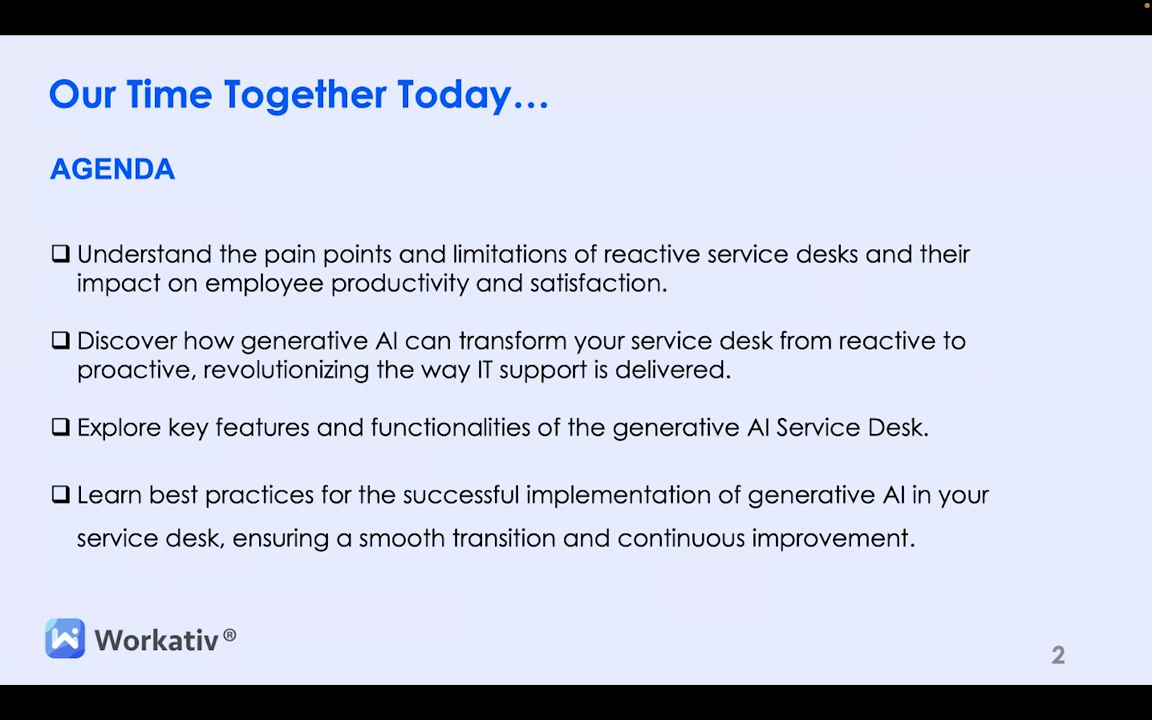 Our Time Together Today…
AGENDA
❑ Understand the pain points and limitations of reactive service desks and their
impact on employee productivity and satisfaction.
❑ Discover how generative AI can transform your service desk from reactive to
proactive, revolutionizing the way IT support is delivered.
❑ Explore key features and functionalities of the generative AI Service Desk.
❑ Learn best practices for the successful implementation of generative AI in your
service desk, ensuring a smooth transition and continuous improvement.
Workativ®
2